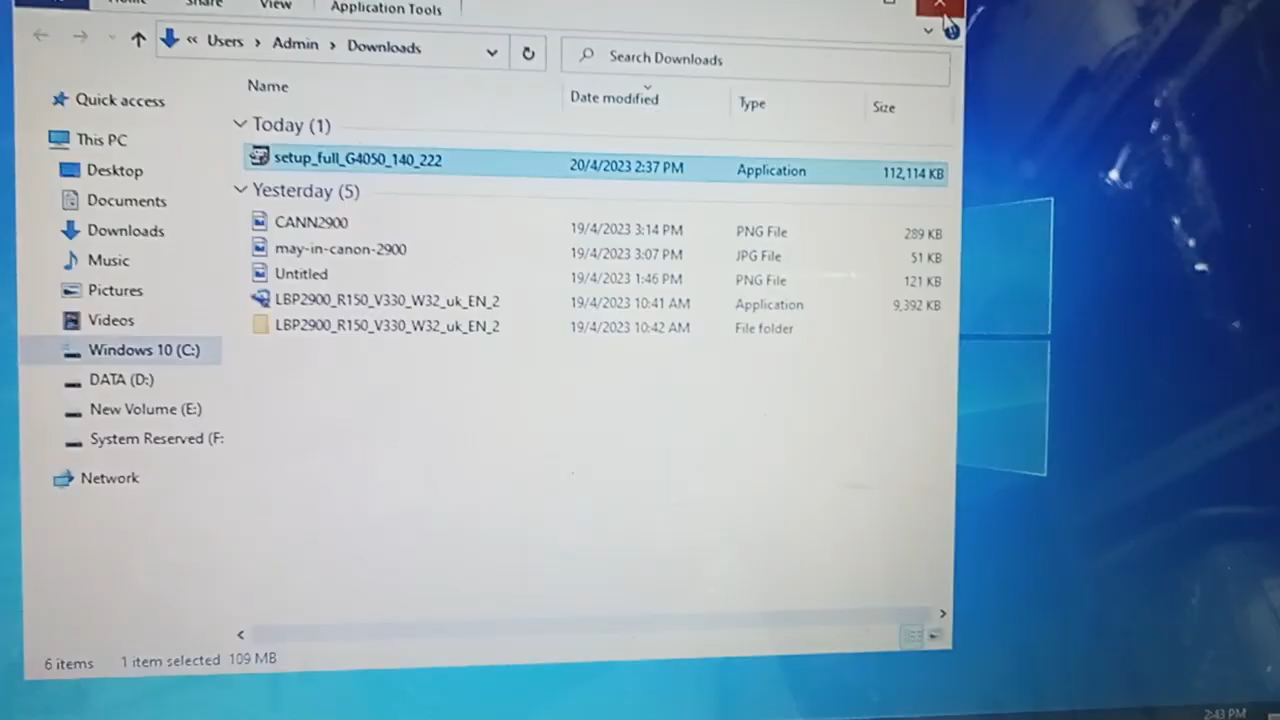 Share View Application Tools
« Users > Admin > Downloads Search Downloads
Name Date modified Type Size
Quick access
This PC
Desktop
Documents
Downloads
Music
Pictures
Videos
Windows 10 (C:)
DATA (D:)
New Volume (E:)
System Reserved (F:
Network
Today (1)
setup_full_G4050_140_222 20/4/2023 2:37 PM Application 112,114 KB
Yesterday (5)
CANN2900 19/4/2023 3:14 PM PNG File 289 KB
may-in-canon-2900 19/4/2023 3:07 PM JPG File 51 KB
Untitled 19/4/2023 1:46 PM PNG File 121 KB
LBP2900_R150_V330_W32_uk_EN_2 19/4/2023 10:41 AM Application 9,392 KB
LBP2900_R150_V330_W32_uk_EN_2 19/4/2023 10:42 AM File folder
6 items 1 item selected 109 MB
2:43 PM